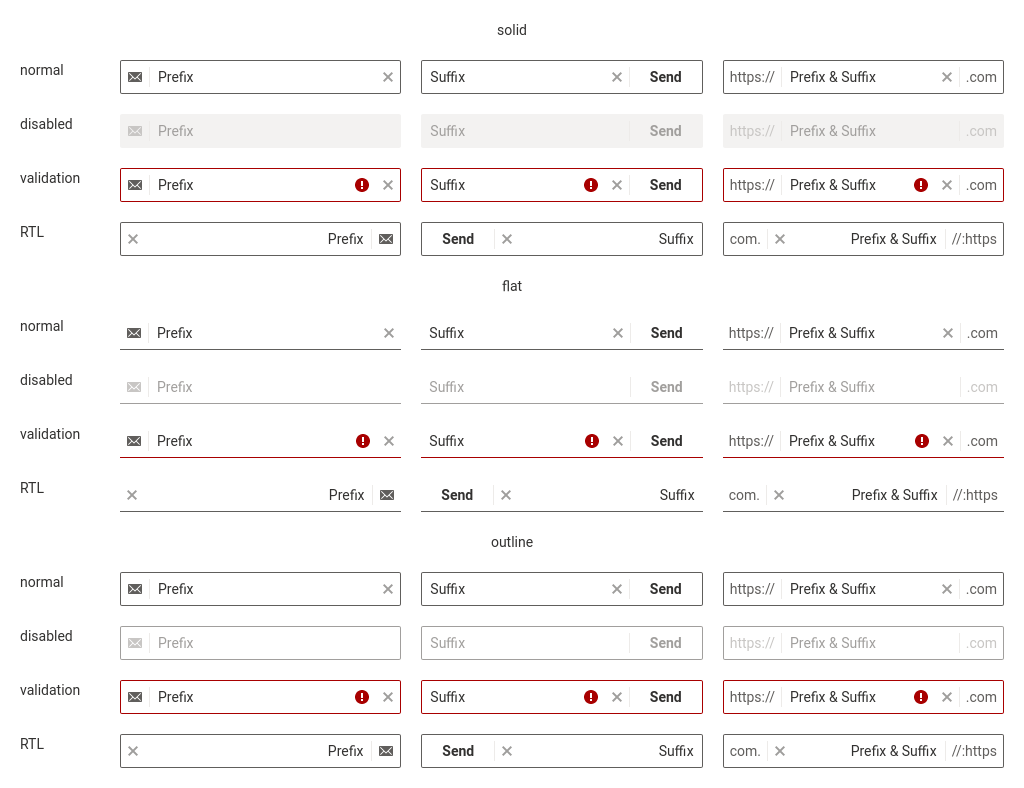 solid
normal Prefix Suffix Send https:// Prefix & Suffix .com
disabled Prefix Suffix Send https:// Prefix & Suffix .com
validation Prefix Suffix Send https:// Prefix & Suffix .com
RTL Prefix Send Suffix com. Prefix & Suffix //:https
flat
normal Prefix Suffix Send https:// Prefix & Suffix .com
disabled Prefix Suffix Send https:// Prefix & Suffix .com
validation Prefix Suffix Send https:// Prefix & Suffix .com
RTL Prefix Send Suffix com. Prefix & Suffix //:https
outline
normal Prefix Suffix Send https:// Prefix & Suffix .com
disabled Prefix Suffix Send https:// Prefix & Suffix .com
validation Prefix Suffix Send https:// Prefix & Suffix .com
RTL Prefix Send Suffix com. Prefix & Suffix //:https